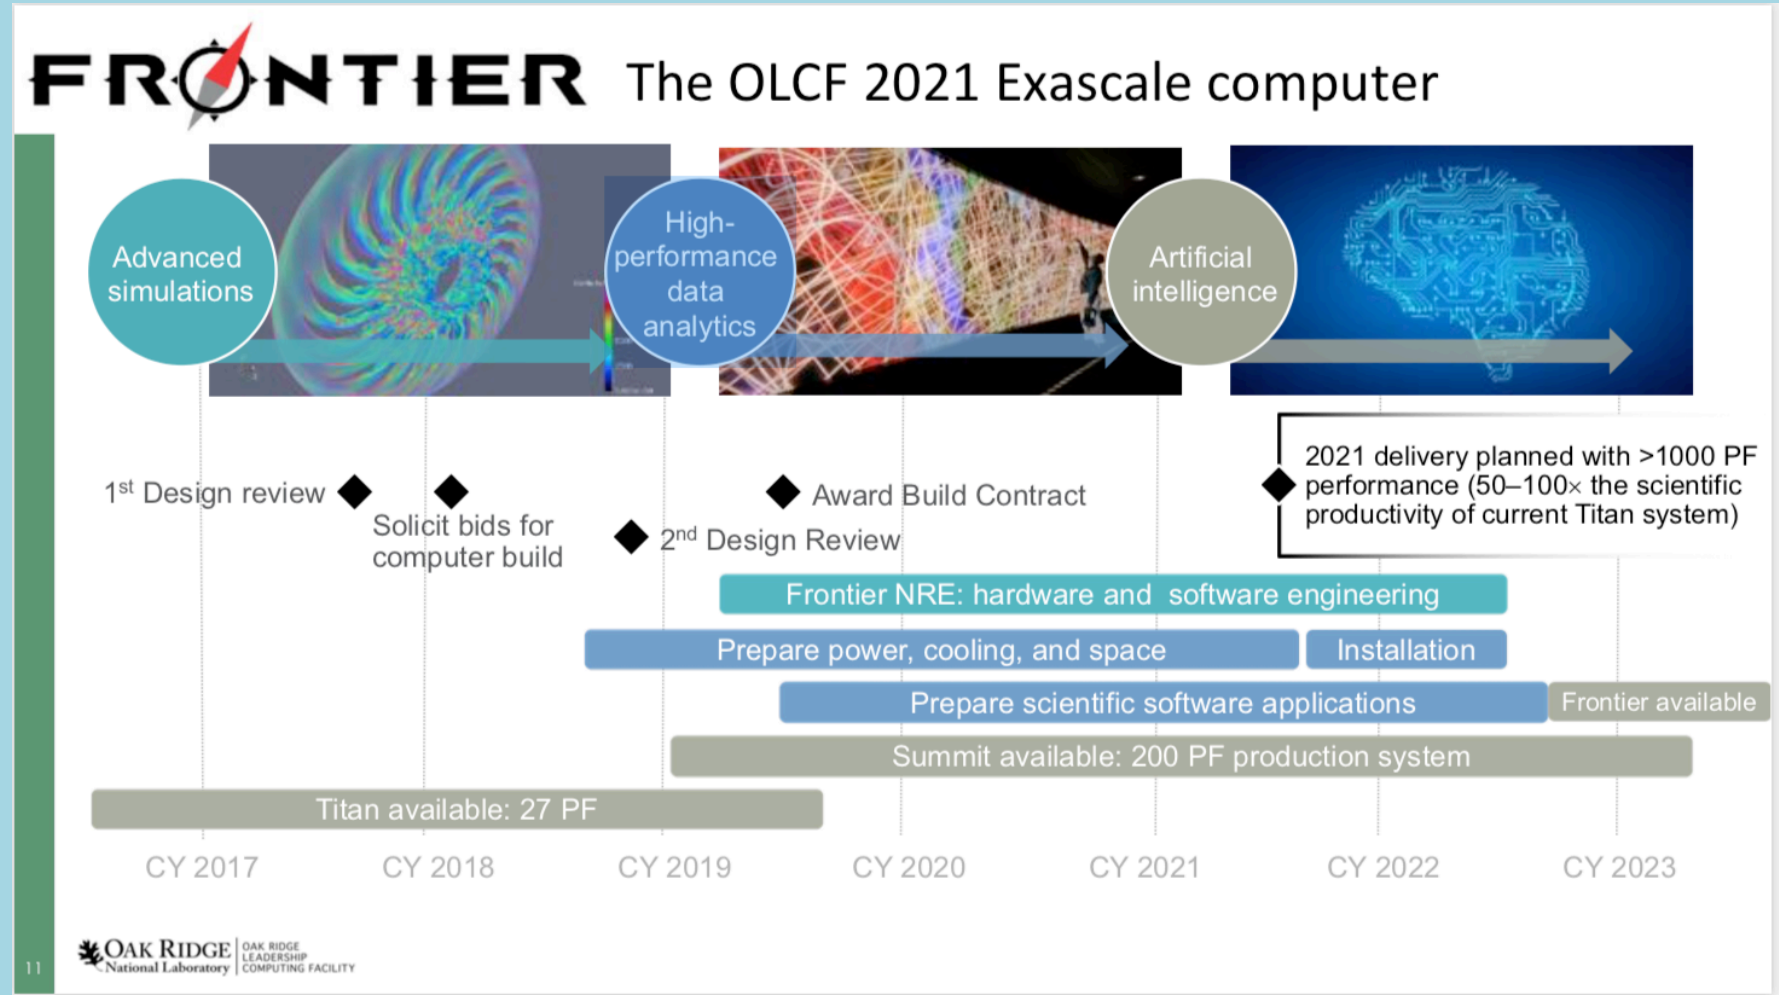 FRONTIER The OLCF 2021 Exascale computer
Advanced
simulations
High-
performance
data
analytics
Artificial
intelligence
1st Design review
Solicit bids for
computer build
2nd Design Review
Award Build Contract
2021 delivery planned with >1000 PF
performance (50–100× the scientific
productivity of current Titan system)
Frontier NRE: hardware and  software engineering
Prepare power, cooling, and space
Installation
Prepare scientific software applications
Frontier available
Summit available: 200 PF production system
Titan available: 27 PF
CY 2017
CY 2018
CY 2019
CY 2020
CY 2021
CY 2022
CY 2023
11
OAK RIDGE
National Laboratory
OAK RIDGE
LEADERSHIP
COMPUTING FACILITY